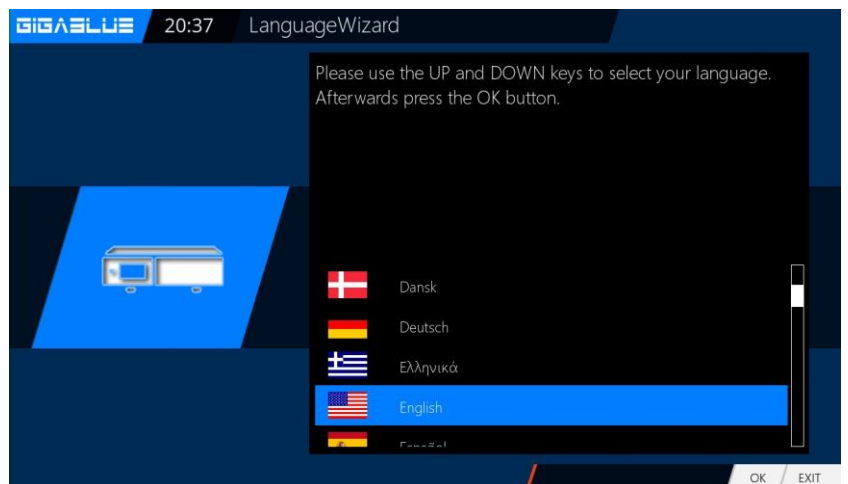 GIGABLUE 20:37 LanguageWizard
Please use the UP and DOWN keys to select your language.
Afterwards press the OK button.
Dansk
Deutsch
Ελληνικά
English
Español
OK EXIT